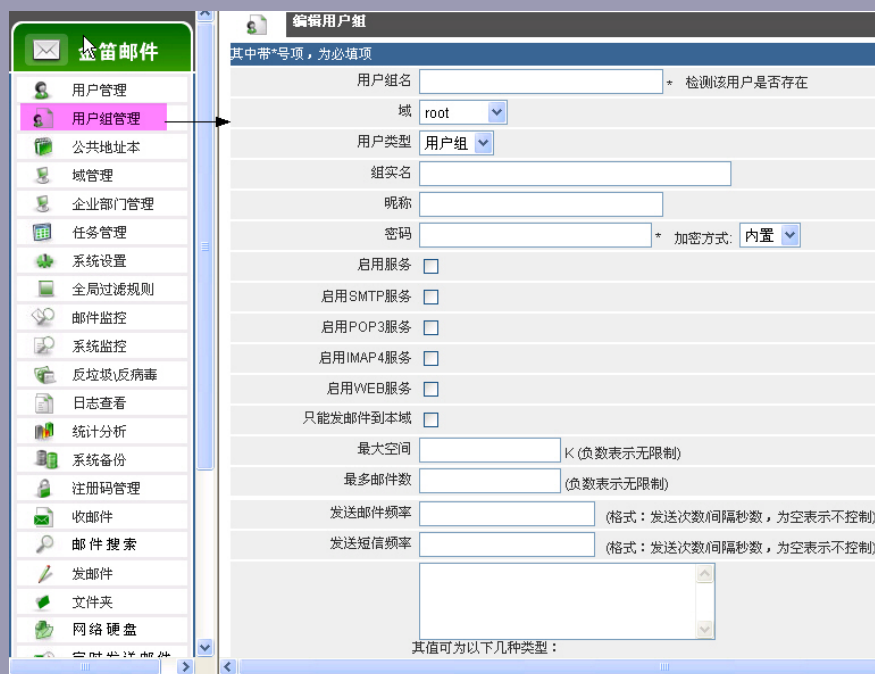 金笛邮件
用户管理
用户组管理
公共地址本
域管理
企业部门管理
任务管理
系统设置
全局过滤规则
邮件监控
系统监控
反垃圾\反病毒
日志查看
统计分析
系统备份
注册码管理
收邮件
邮件搜索
发邮件
文件夹
网络硬盘
定时发送邮件
编辑用户组
其中带*号项，为必填项
用户组名 * 检测该用户是否存在
域 root
用户类型 用户组
组实名
昵称
密码 * 加密方式: 内置
启用服务
启用SMTP服务
启用POP3服务
启用IMAP4服务
启用WEB服务
只能发邮件到本域
最大空间 K (负数表示无限制)
最多邮件数 (负数表示无限制)
发送邮件频率 (格式：发送次数/间隔秒数，为空表示不控制)
发送短信频率 (格式：发送次数/间隔秒数，为空表示不控制)
其值可为以下几种类型：